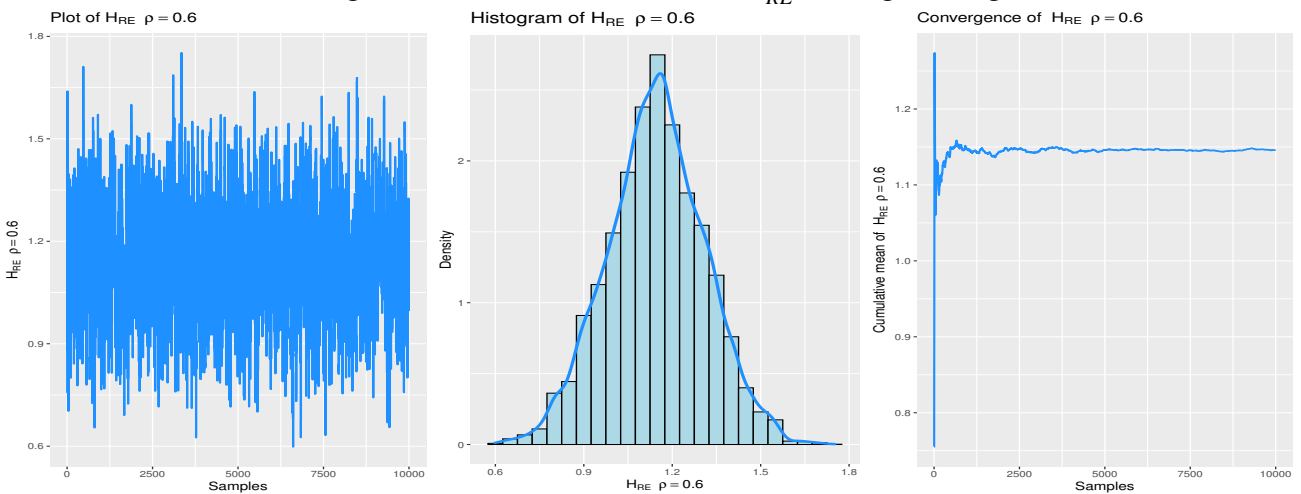 RE
Plot of H_RE ρ = 0.6
1.8
1.5
1.2
0.9
0.6
H_RE ρ = 0.6
0
2500
5000
7500
10000
Samples
Histogram of H_RE ρ = 0.6
2
1
0
Density
0.6
0.9
1.2
1.5
1.8
H_RE ρ = 0.6
Convergence of H_RE ρ = 0.6
1.2
1.1
1.0
0.9
0.8
Cumulative mean of H_RE ρ = 0.6
0
2500
5000
7500
10000
Samples